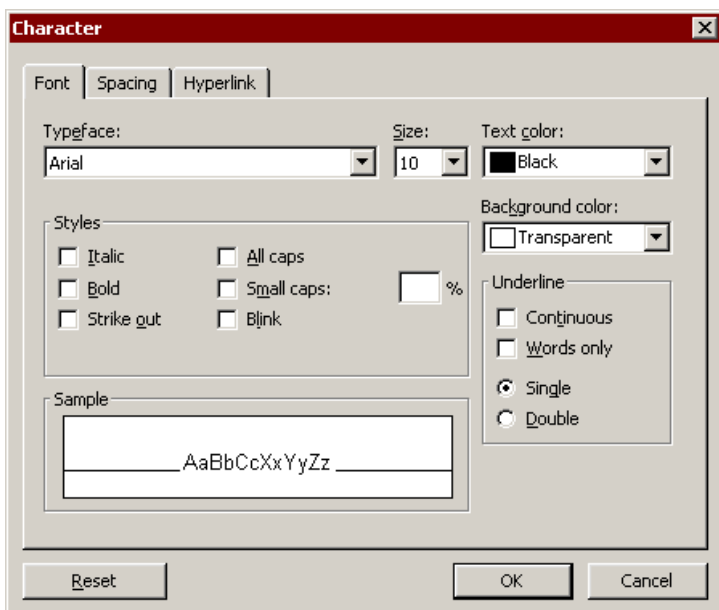 Character
Font Spacing Hyperlink
Typeface: Size: Text color:
Arial 10 Black
Background color:
Transparent
Styles
Italic All caps
Bold Small caps: %
Strike out Blink
Underline
Continuous
Words only
Single
Double
Sample
AaBbCcXxYyZz
Reset OK Cancel